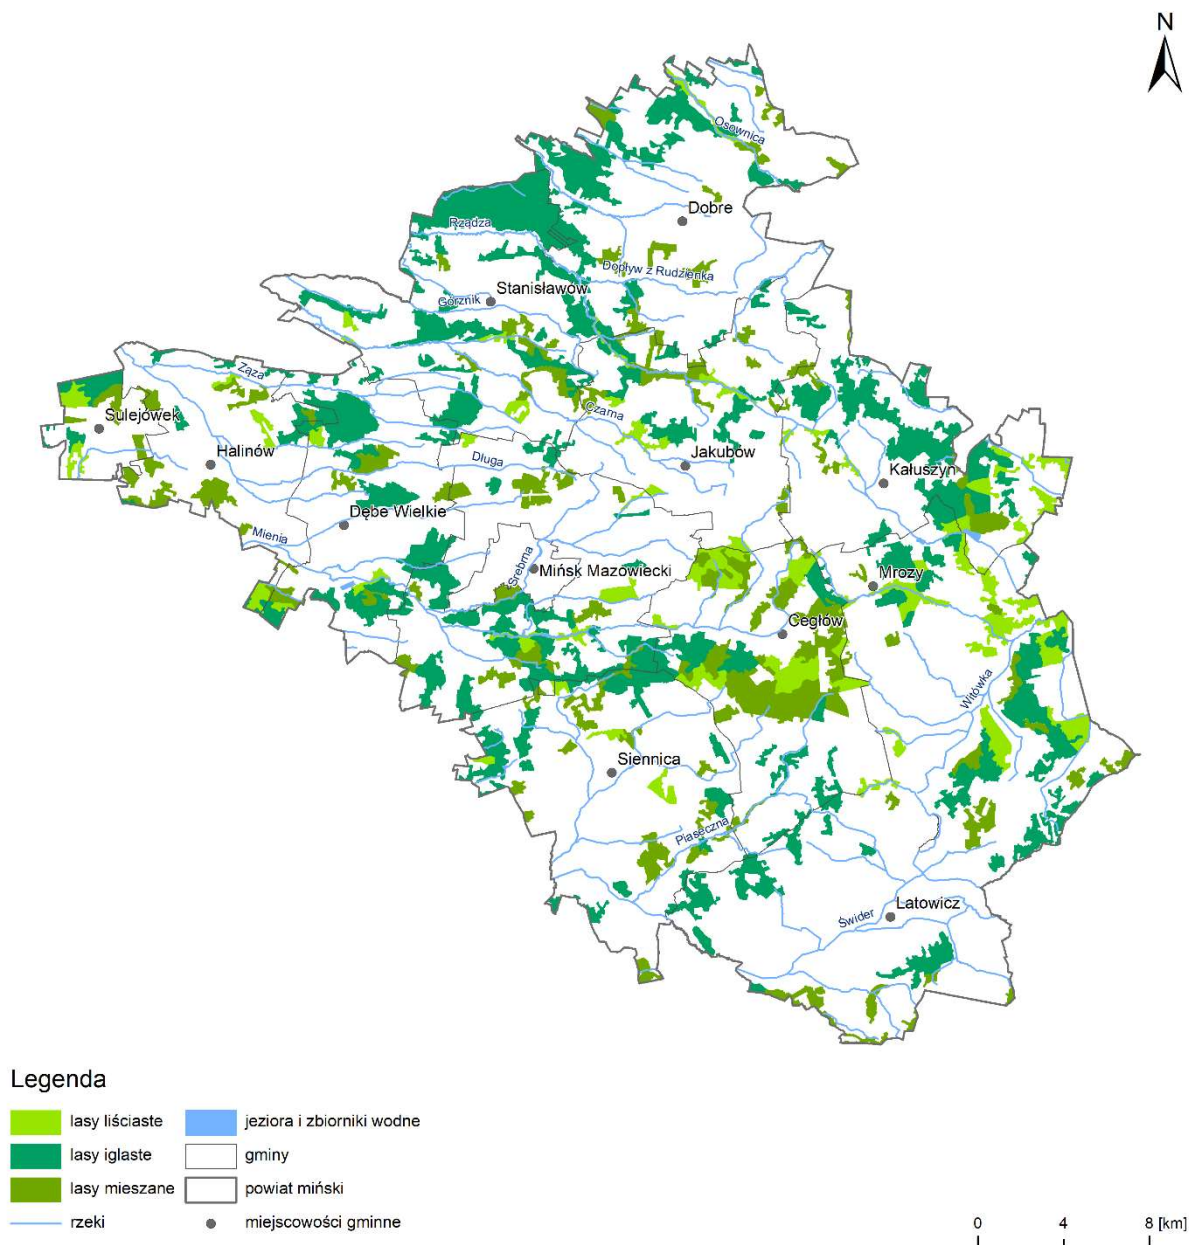 N
Osownica
Dobre
Rządza
Dopływ z Rudzienka
Stanisławów
Górznik
Ząza
Czarna
Sulejówek
Halinów
Długa
Jakubów
Kałuszyn
Dębe Wielkie
Mienia
Srebrna
Mińsk Mazowiecki
Mrozy
Cegłów
Witówka
Siennica
Piaseczna
Latowicz
Świder
Legenda
lasy liściaste jeziora i zbiorniki wodne
lasy iglaste gminy
lasy mieszane powiat miński
rzeki miejscowości gminne
0 4 8 [km]